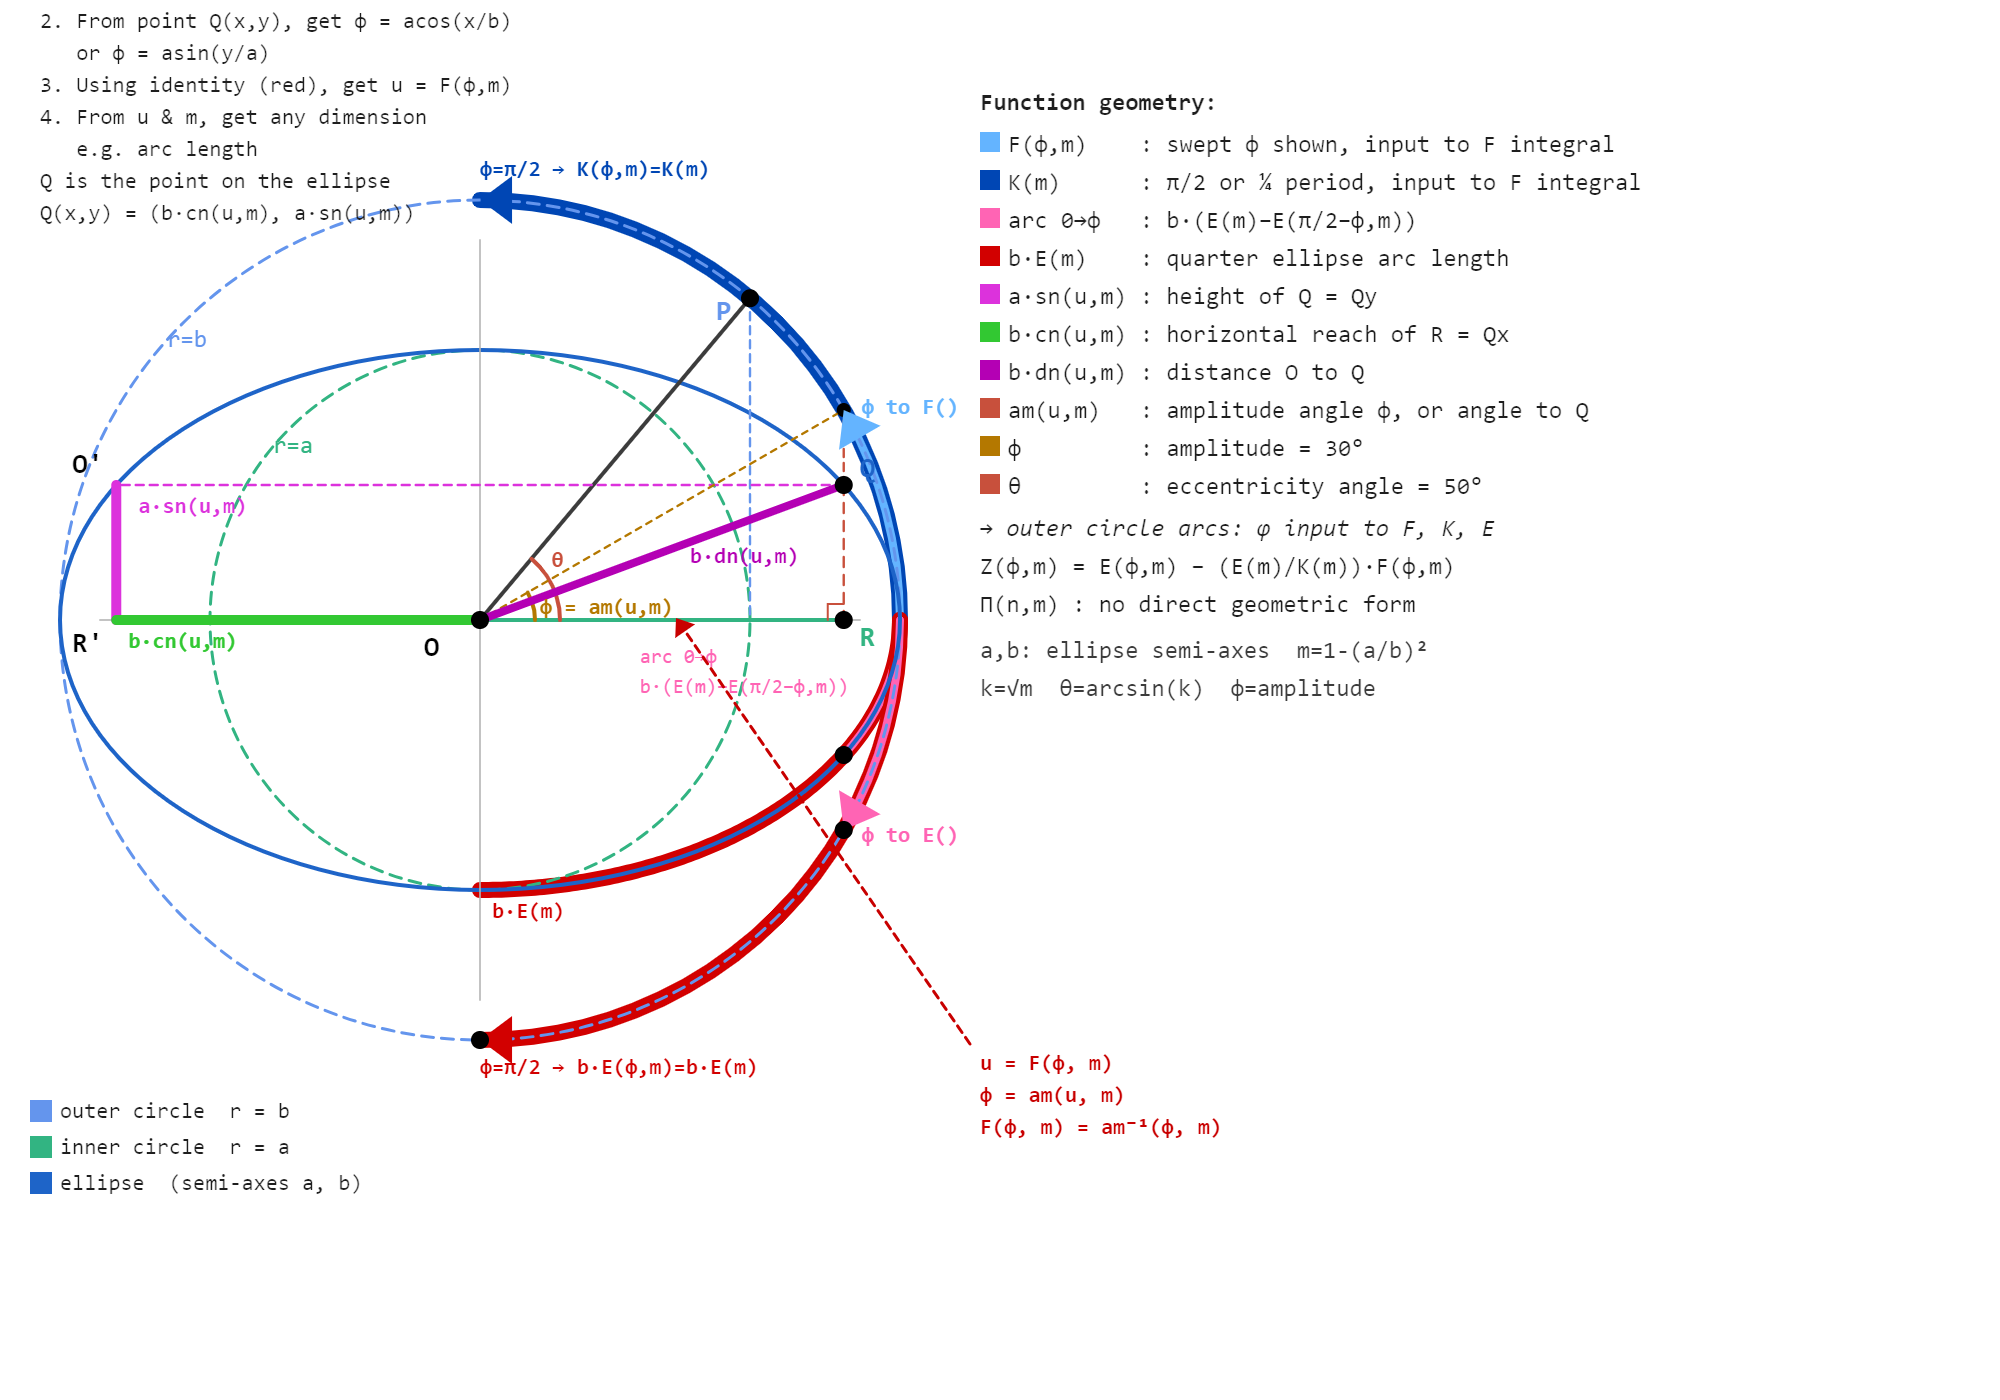 2. From point Q(x,y), get ϕ = acos(x/b)
or ϕ = asin(y/a)
3. Using identity (red), get u = F(ϕ,m)
4. From u & m, get any dimension
e.g. arc length
Q is the point on the ellipse
Q(x,y) = (b·cn(u,m), a·sn(u,m))
ϕ=π/2 → K(ϕ,m)=K(m)
r=b
P
ϕ to F()
r=a
O'
Q
a·sn(u,m)
θ
b·dn(u,m)
ϕ = am(u,m)
R'
b·cn(u,m)
O
R
arc 0→ϕ
b·(E(m)−E(π/2−ϕ,m))
ϕ to E()
b·E(m)
ϕ=π/2 → b·E(ϕ,m)=b·E(m)
Function geometry:
F(ϕ,m) : swept ϕ shown, input to F integral
K(m) : π/2 or ¼ period, input to F integral
arc 0→ϕ : b·(E(m)−E(π/2−ϕ,m))
b·E(m) : quarter ellipse arc length
a·sn(u,m) : height of Q = Qy
b·cn(u,m) : horizontal reach of R = Qx
b·dn(u,m) : distance O to Q
am(u,m) : amplitude angle ϕ, or angle to Q
ϕ : amplitude = 30°
θ : eccentricity angle = 50°
→ outer circle arcs: φ input to F, K, E
Z(ϕ,m) = E(ϕ,m) − (E(m)/K(m))·F(ϕ,m)
Π(n,m) : no direct geometric form
a,b: ellipse semi-axes m=1-(a/b)²
k=√m θ=arcsin(k) ϕ=amplitude
u = F(ϕ, m)
ϕ = am(u, m)
F(ϕ, m) = am⁻¹(ϕ, m)
outer circle r = b
inner circle r = a
ellipse (semi-axes a, b)